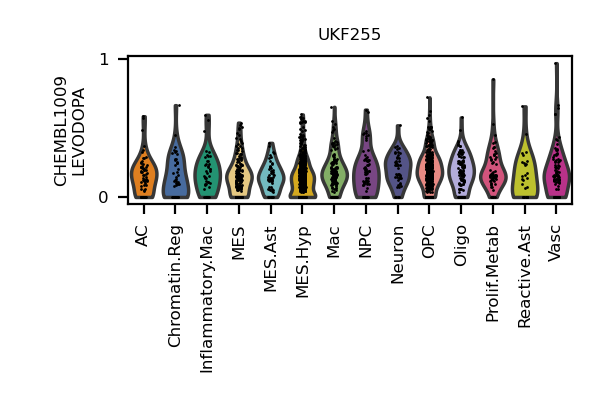 UKF255
CHEMBL1009
LEVODOPA
1
0
AC
Chromatin.Reg
Inflammatory.Mac
MES
MES.Ast
MES.Hyp
Mac
NPC
Neuron
OPC
Oligo
Prolif.Metab
Reactive.Ast
Vasc